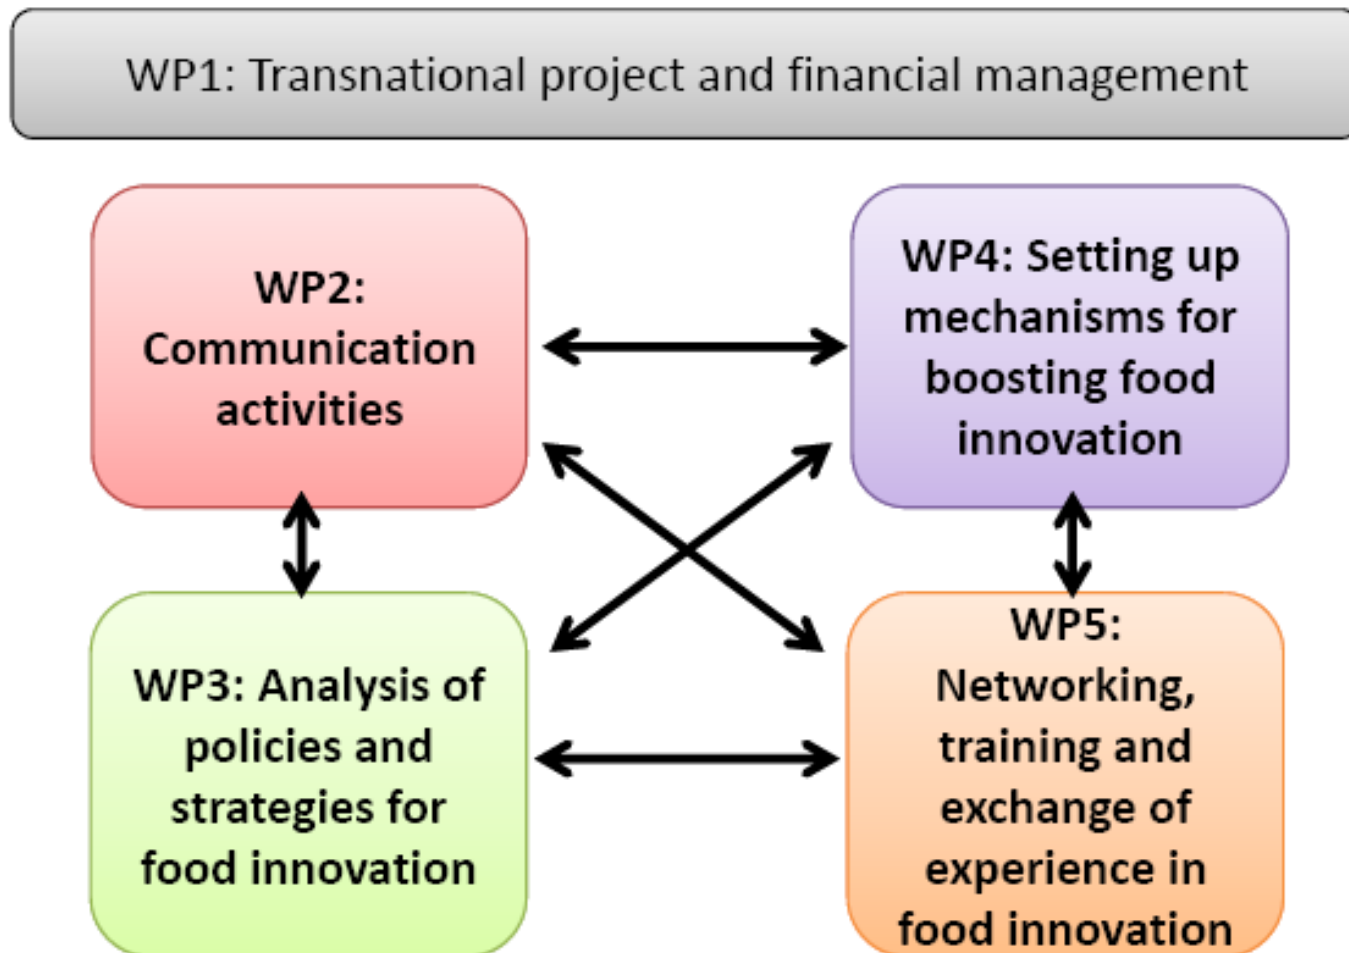 WP1: Transnational project and financial management
WP2:
Communication
activities
WP4: Setting up
mechanisms for
boosting food
innovation
WP3: Analysis of
policies and
strategies for
food innovation
WP5:
Networking,
training and
exchange of
experience in
food innovation